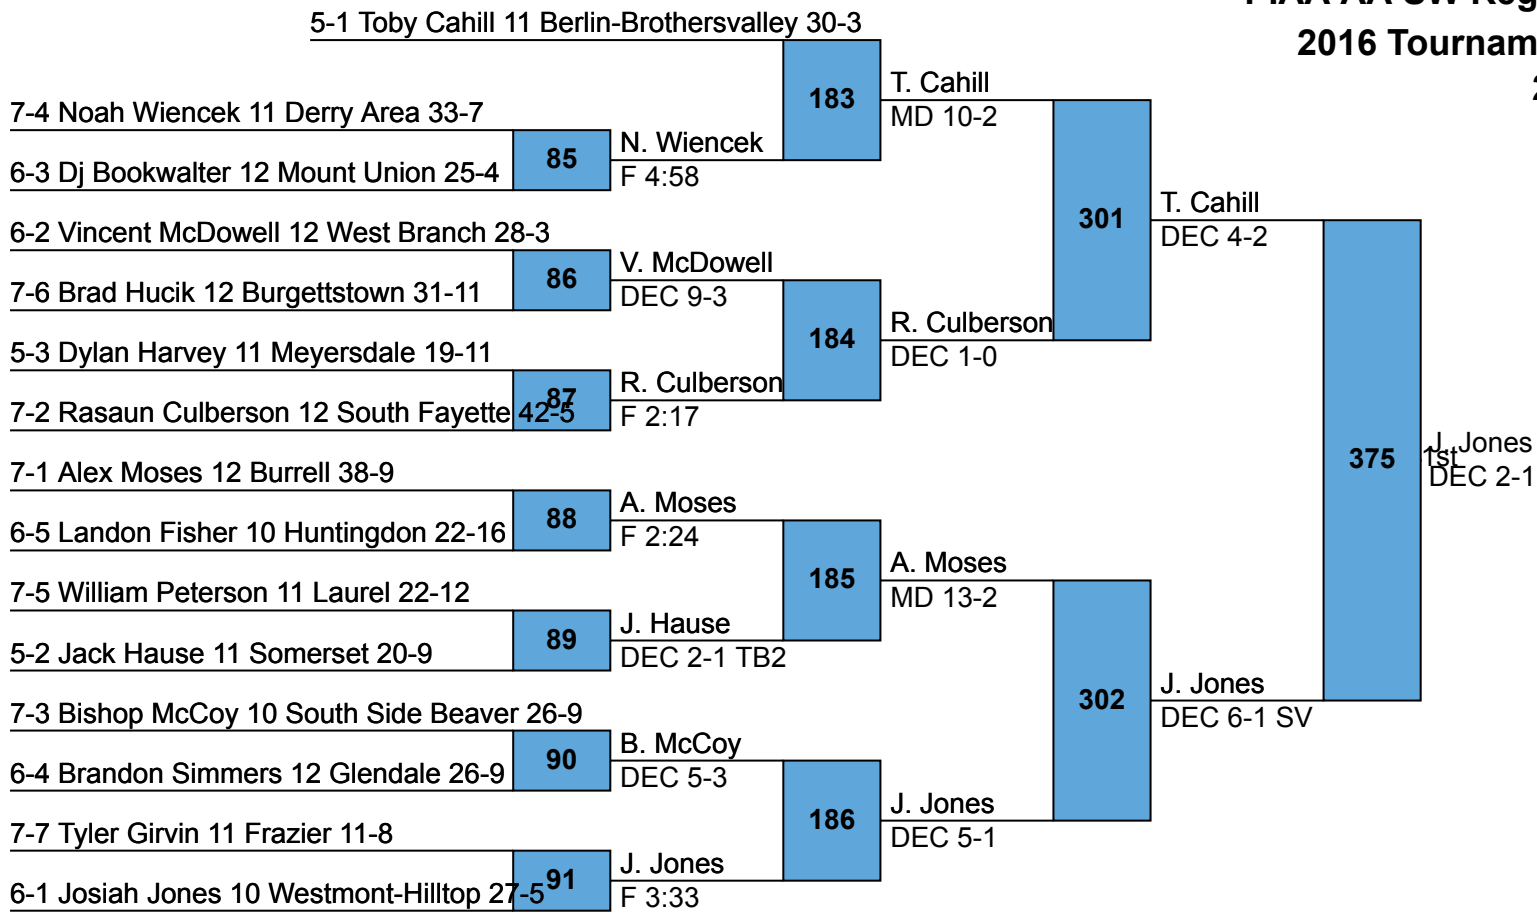 5-1 Toby Cahill 11 Berlin-Brothersvalley 30-3
2016 Tournam
183
T. Cahill
MD 10-2
7-4 Noah Wiencek 11 Derry Area 33-7
85
N. Wiencek
F 4:58
6-3 Dj Bookwalter 12 Mount Union 25-4
301
T. Cahill
DEC 4-2
6-2 Vincent McDowell 12 West Branch 28-3
86
V. McDowell
DEC 9-3
7-6 Brad Hucik 12 Burgettstown 31-11
184
R. Culberson
DEC 1-0
5-3 Dylan Harvey 11 Meyersdale 19-11
87
R. Culberson
F 2:17
7-2 Rasaun Culberson 12 South Fayette 42-5
375
1st
J. Jones
DEC 2-1
7-1 Alex Moses 12 Burrell 38-9
88
A. Moses
F 2:24
6-5 Landon Fisher 10 Huntingdon 22-16
185
A. Moses
MD 13-2
7-5 William Peterson 11 Laurel 22-12
89
J. Hause
DEC 2-1 TB2
5-2 Jack Hause 11 Somerset 20-9
302
J. Jones
DEC 6-1 SV
7-3 Bishop McCoy 10 South Side Beaver 26-9
90
B. McCoy
DEC 5-3
6-4 Brandon Simmers 12 Glendale 26-9
186
J. Jones
DEC 5-1
7-7 Tyler Girvin 11 Frazier 11-8
91
J. Jones
F 3:33
6-1 Josiah Jones 10 Westmont-Hilltop 27-5